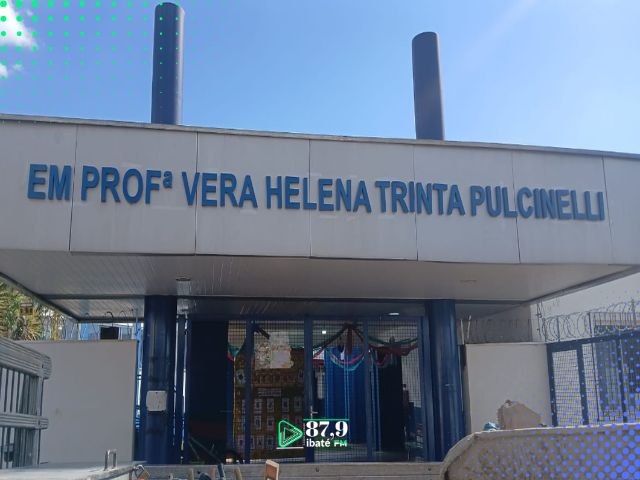 EM PROFª VERA HELENA TRINTA PULCINELLI
87,9
ibaté FM